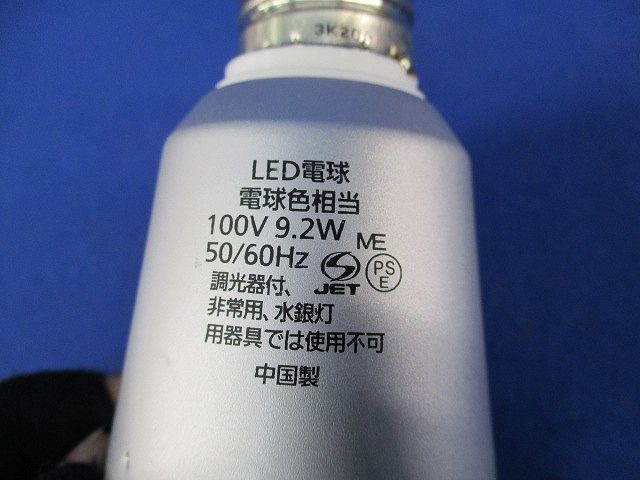 3K20
LED電球
電球色相当
100V 9.2W
ME
50/60Hz
JET
PS
E
調光器付、
非常用、水銀灯
用器具では使用不可
中国製